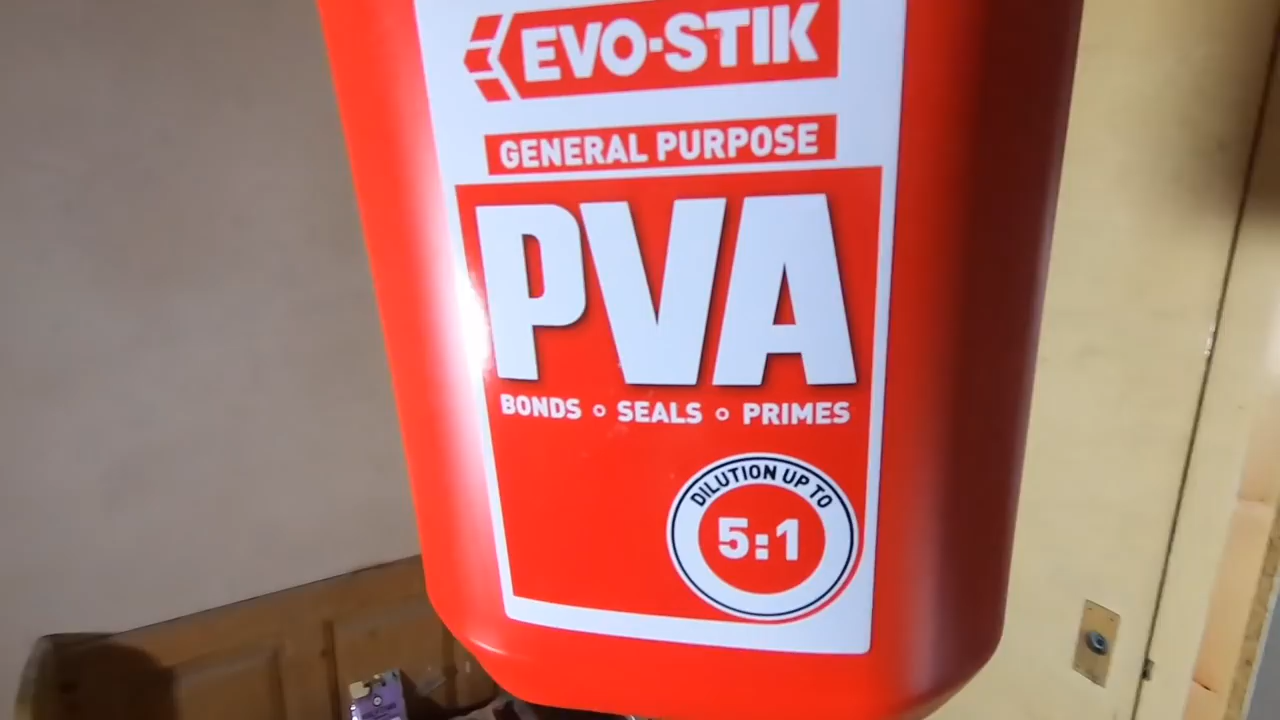 EVO-STIK
GENERAL PURPOSE
PVA
BONDS ∘ SEALS ∘ PRIMES
DILUTION UP TO
5:1